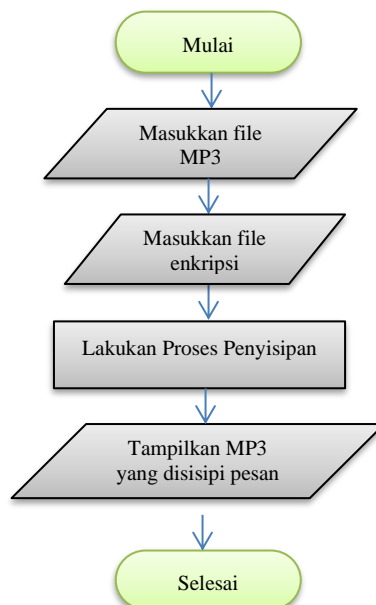 Mulai
Masukkan file
MP3
Masukkan file
enkripsi
Lakukan Proses Penyisipan
Tampilkan MP3
yang disisipi pesan
Selesai